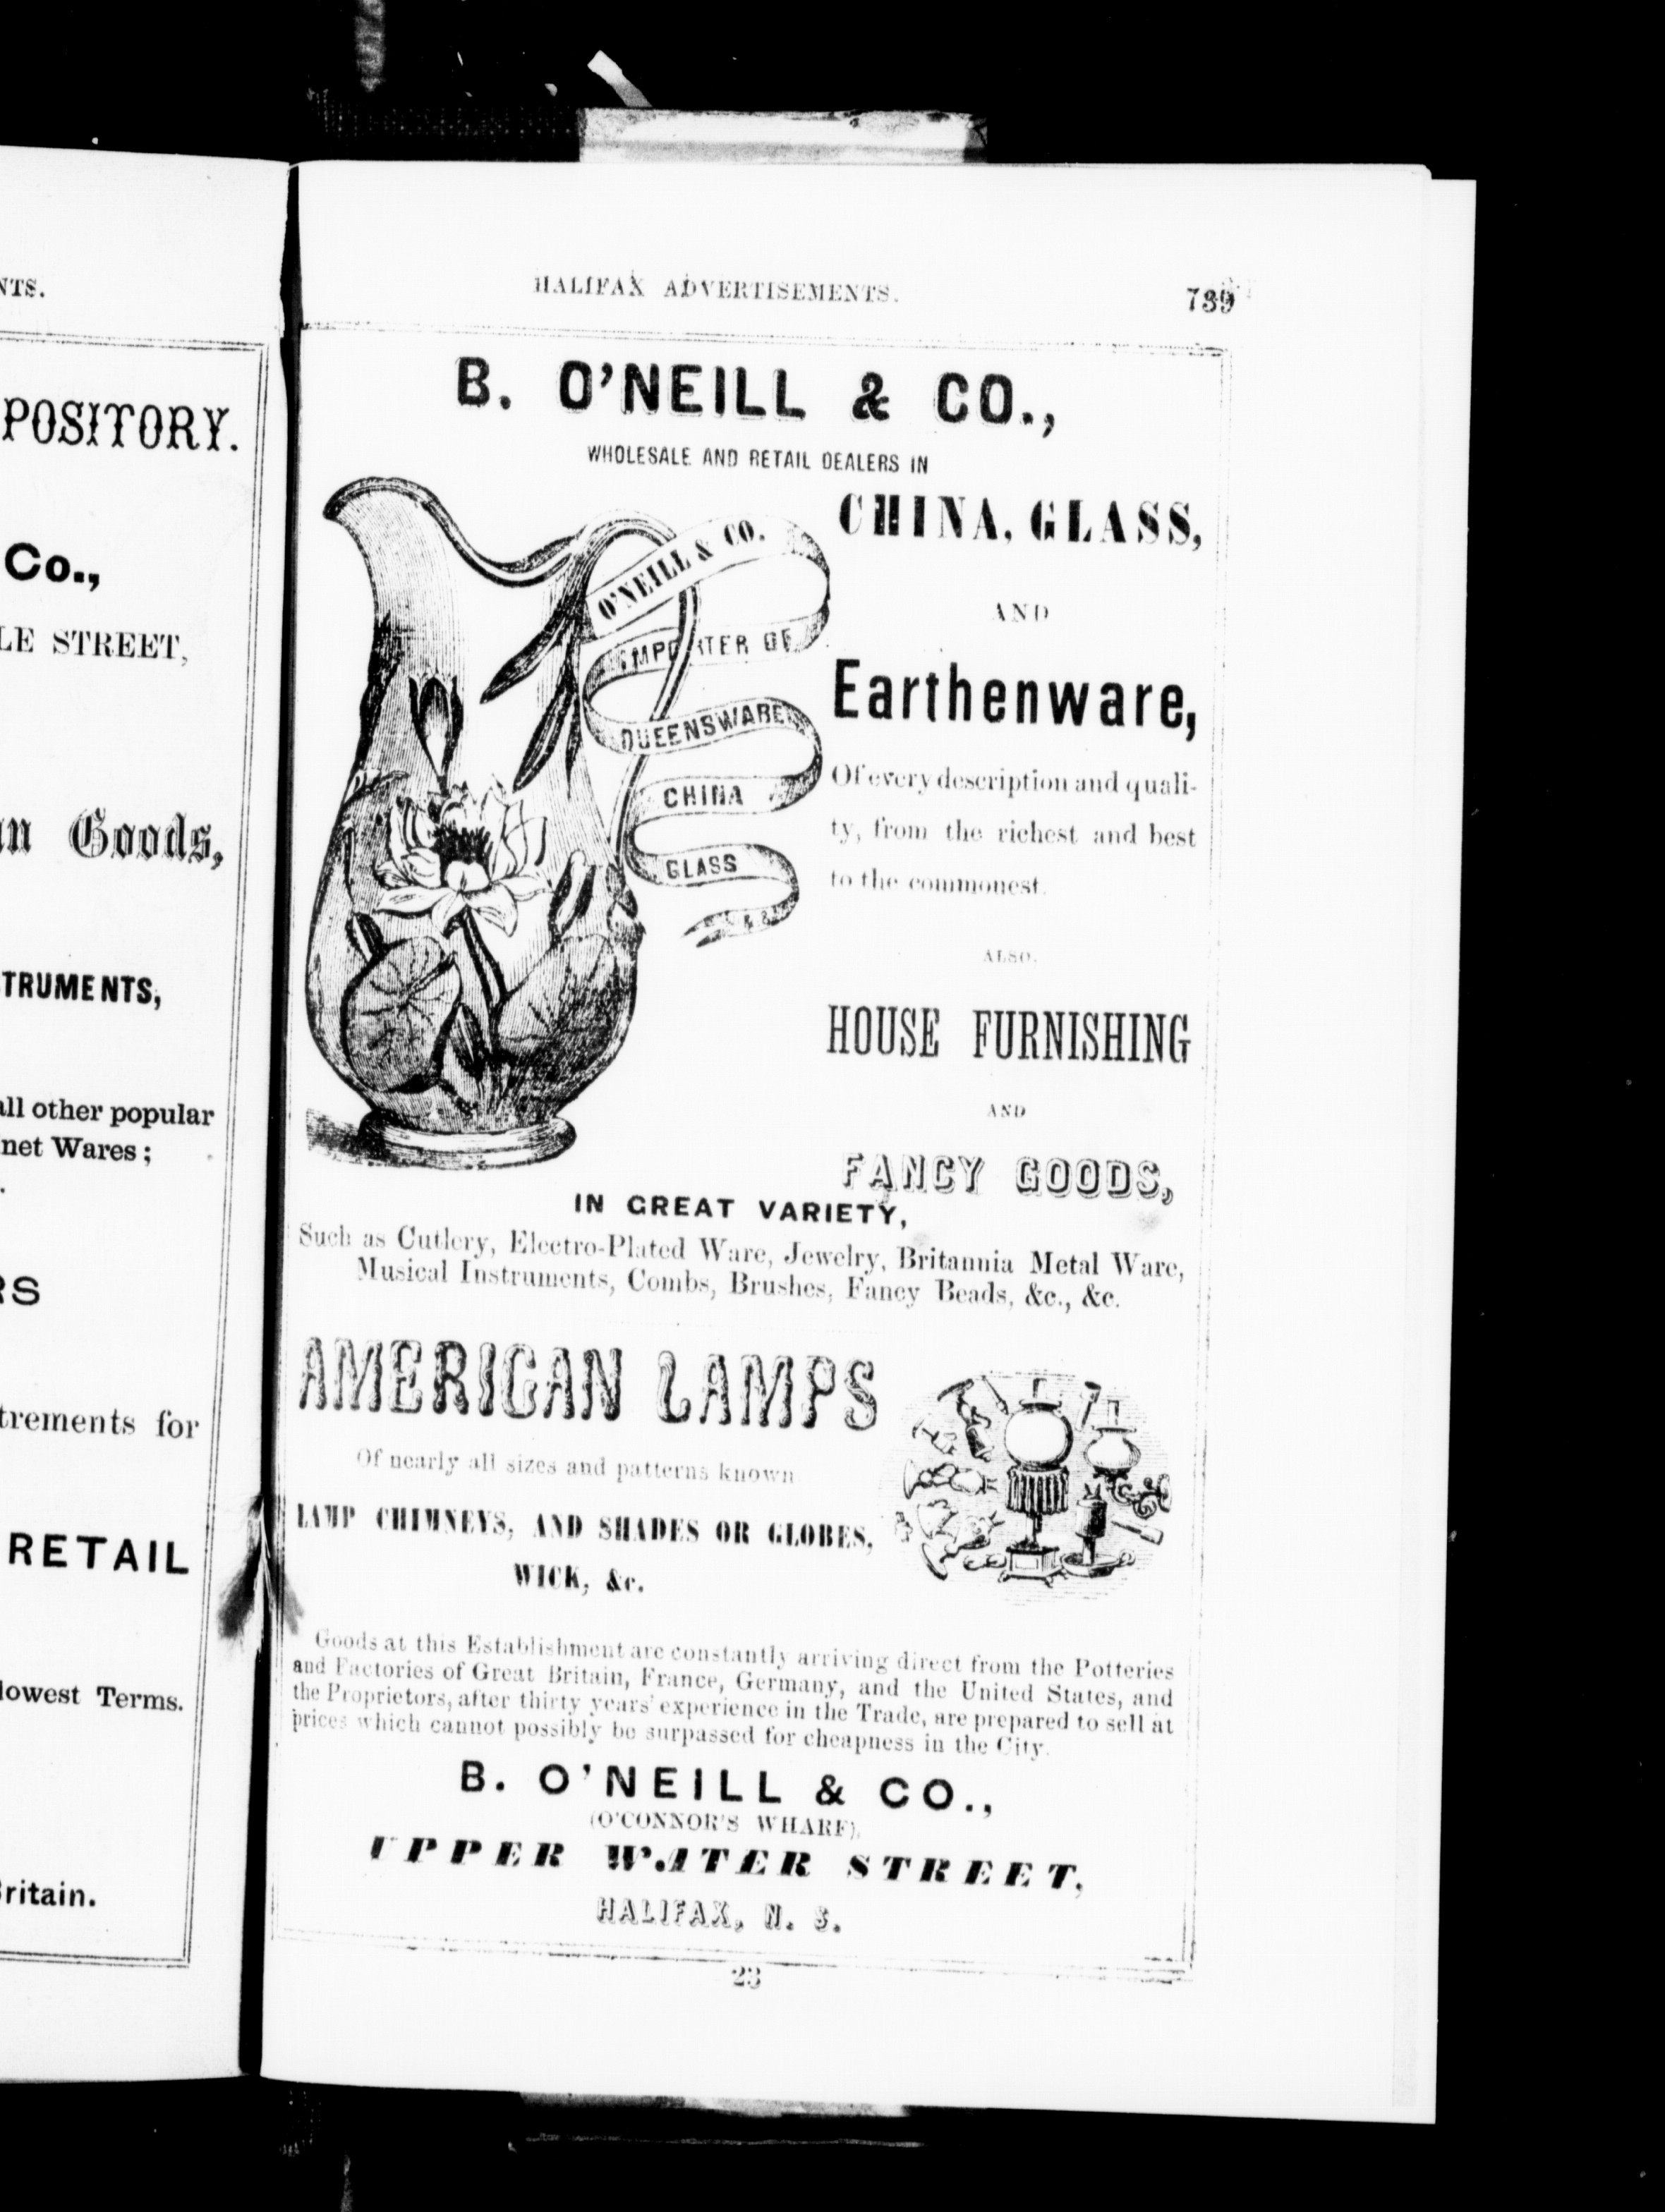 NTS.
POSITORY.
Co.,
LE STREET,
n Goods,
TRUMENTS,
all other popular
net Wares;
RS
trements for
RETAIL
lowest Terms.
Britain.
HALIFAX ADVERTISEMENTS.
739
B. O'NEILL & CO.,
WHOLESALE AND RETAIL DEALERS IN
O'NEILL & CO.
IMPORTER OF
QUEENSWARE
CHINA
GLASS
&
CHINA, GLASS,
AND
Earthenware,
Of every description and quali-
ty, from the richest and best
to the commonest.
ALSO.
HOUSE FURNISHING
AND
FANCY GOODS,
IN GREAT VARIETY,
Such as Cutlery, Electro-Plated Ware, Jewelry, Britannia Metal Ware,
Musical Instruments, Combs, Brushes, Fancy Beads, &c., &c.
AMERICAN LAMPS
Of nearly all sizes and patterns known
LAMP CHIMNEYS, AND SHADES OR GLOBES,
WICK, &c.
Goods at this Establishment are constantly arriving direct from the Potteries
and Factories of Great Britain, France, Germany, and the United States, and
the Proprietors, after thirty years' experience in the Trade, are prepared to sell at
prices which cannot possibly be surpassed for cheapness in the City.
B. O'NEILL & CO.,
(O'CONNOR'S WHARF),
UPPER WATER STREET,
HALIFAX, N. S.
23